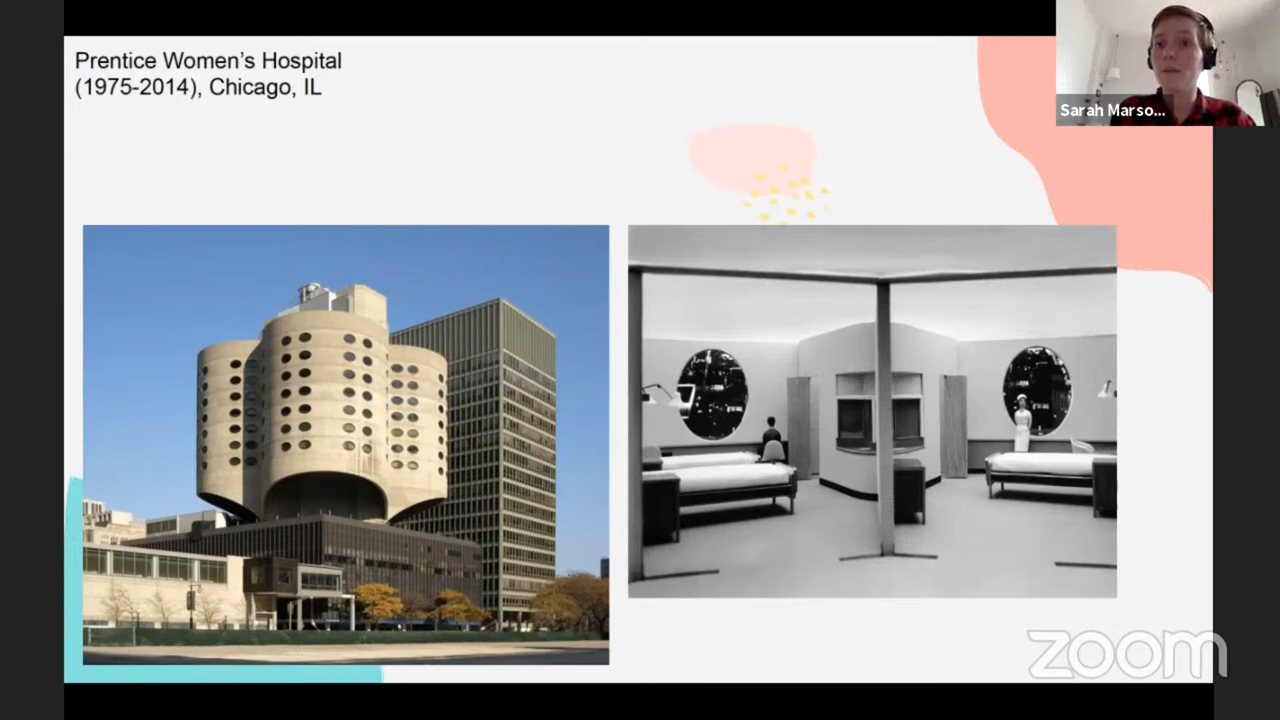 Prentice Women's Hospital
(1975-2014), Chicago, IL
Sarah Marso...
zoom